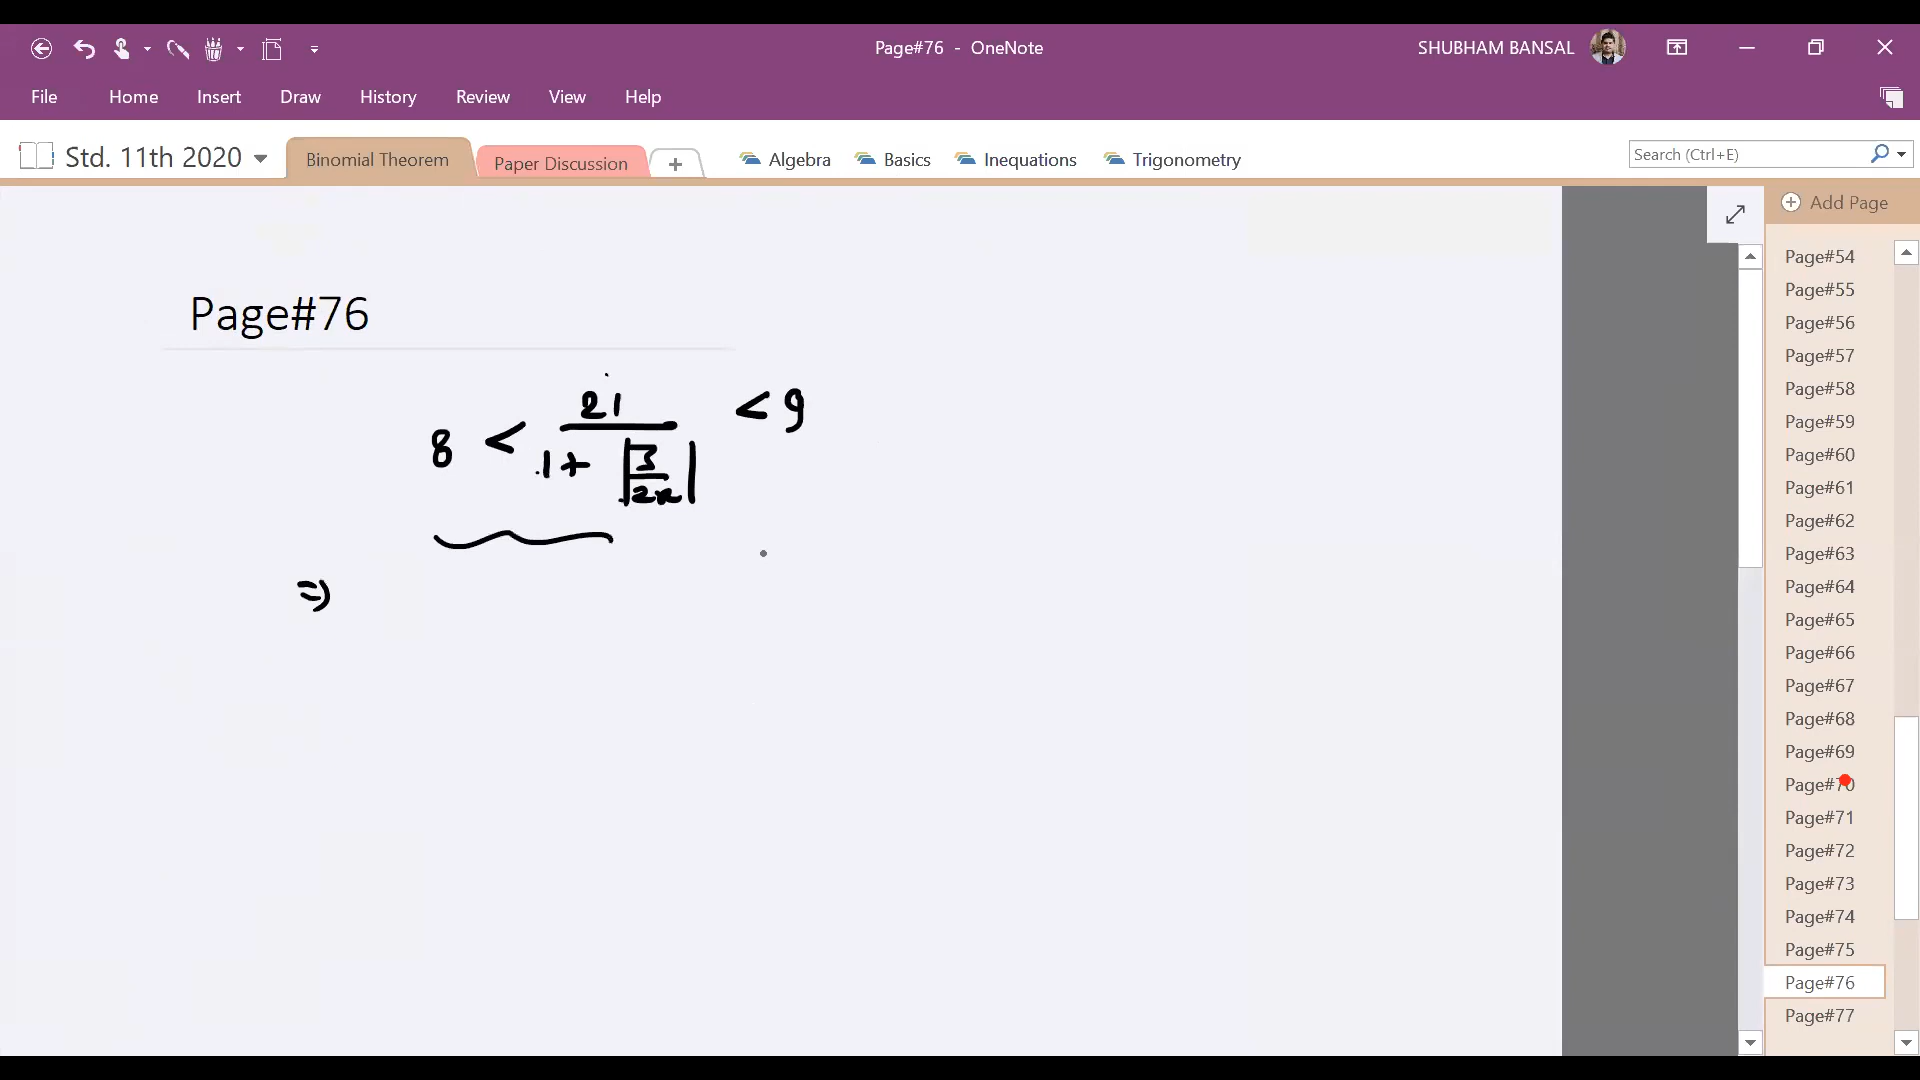 Page#76 - OneNote
SHUBHAM BANSAL
File Home Insert Draw History Review View Help
Std. 11th 2020
Binomial Theorem
Paper Discussion
+
Algebra
Basics
Inequations
Trigonometry
Search (Ctrl+E)
Add Page
Page#76
8 < 21 / (1 + |3/2x|) < 9
=>
Page#54
Page#55
Page#56
Page#57
Page#58
Page#59
Page#60
Page#61
Page#62
Page#63
Page#64
Page#65
Page#66
Page#67
Page#68
Page#69
Page#70
Page#71
Page#72
Page#73
Page#74
Page#75
Page#76
Page#77